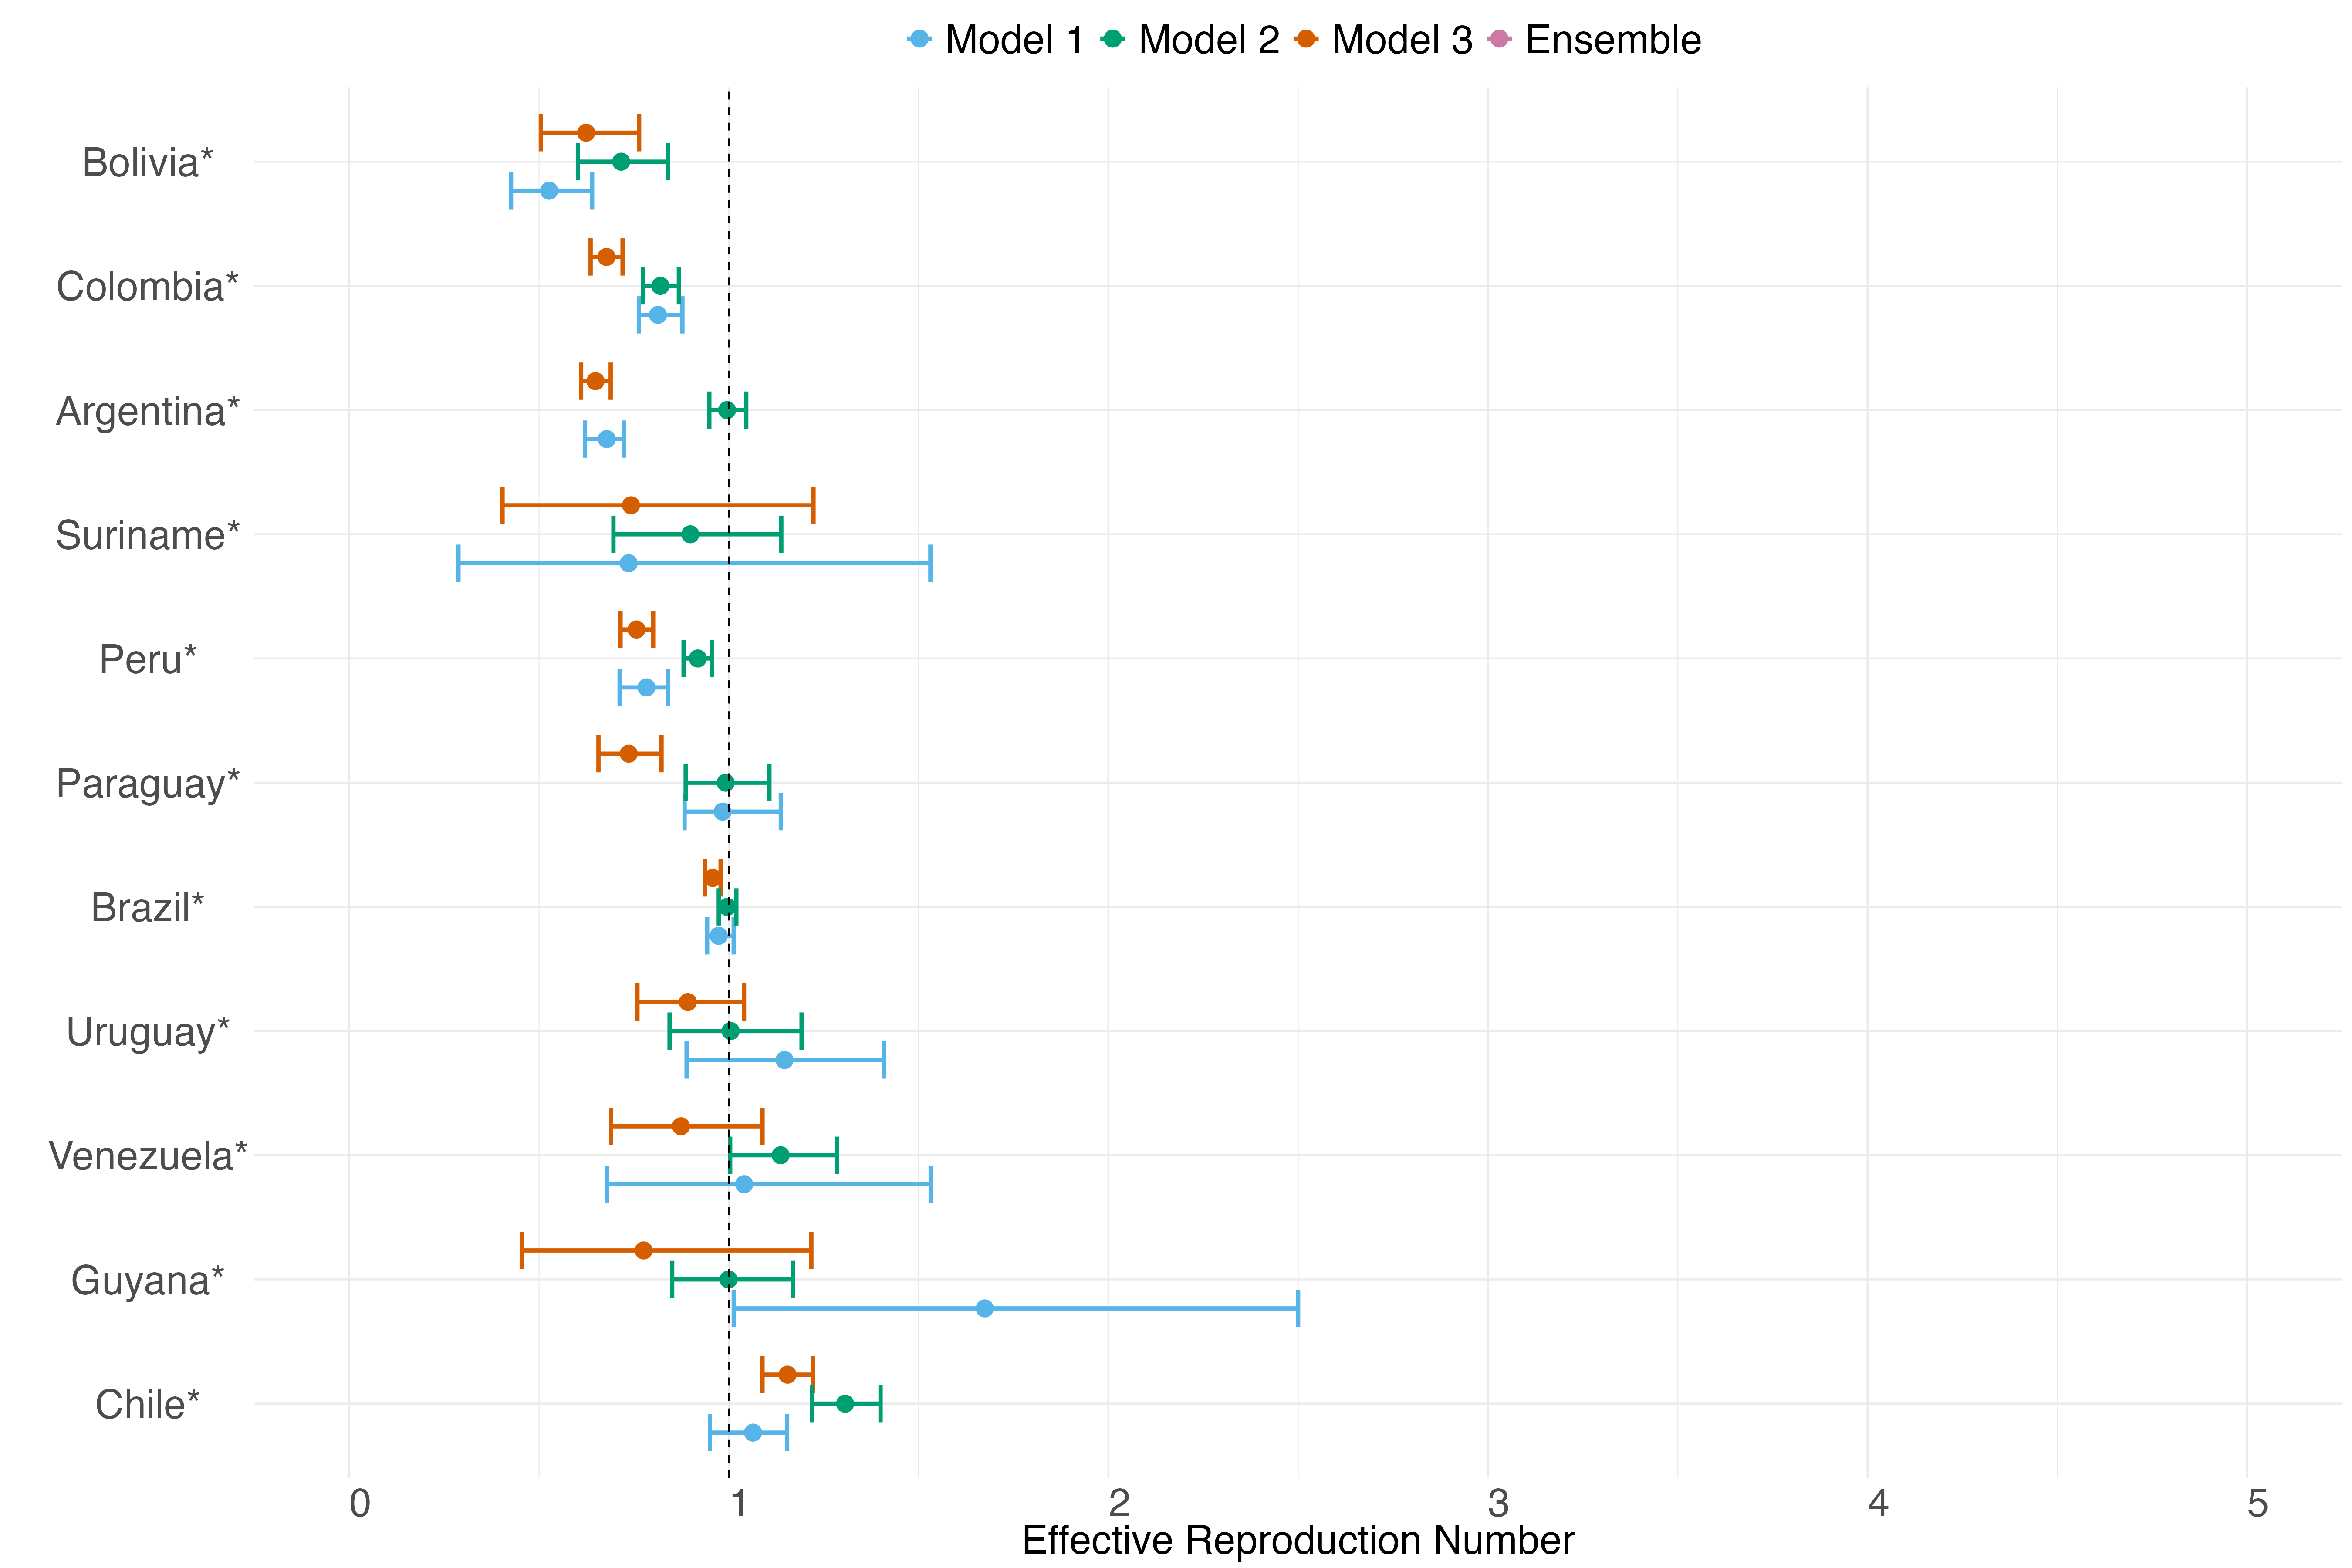 Model 1 Model 2 Model 3 Ensemble
Bolivia*
Colombia*
Argentina*
Suriname*
Peru*
Paraguay*
Brazil*
Uruguay*
Venezuela*
Guyana*
Chile*
0 1 2 3 4 5
Effective Reproduction Number